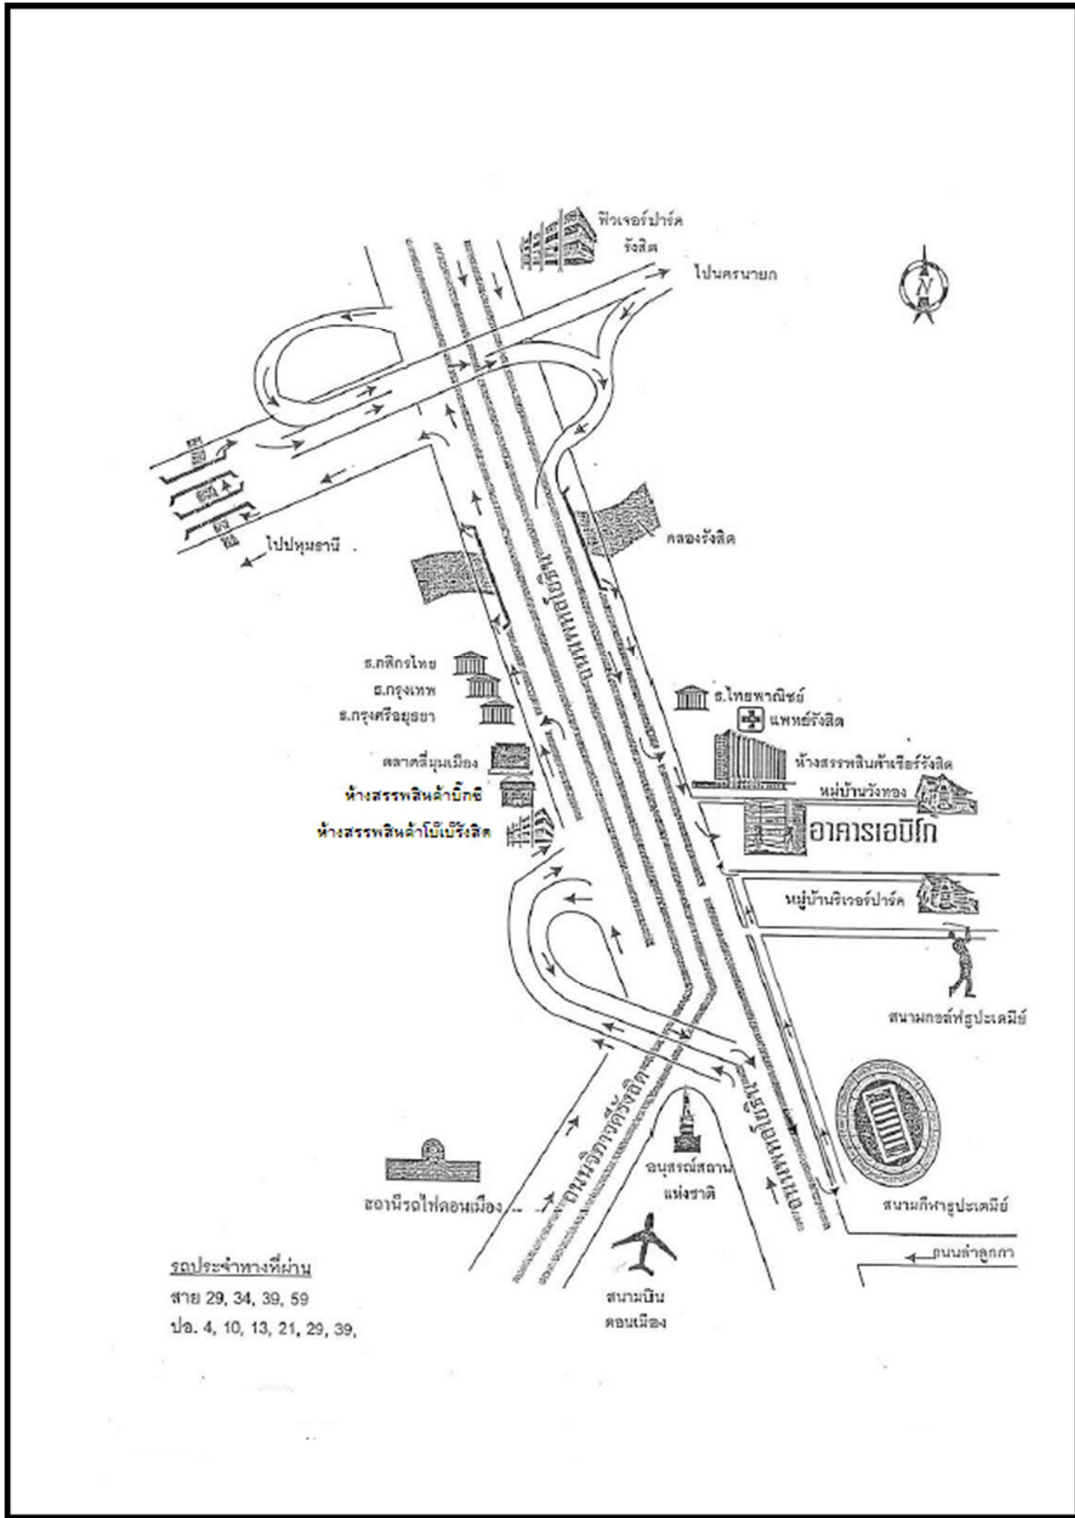 ฟิวเจอร์ปาร์ค
รังสิต
ไปนครนายก
N
คลองรังสิต
ไปปทุมธานี
ถนนพหลโยธิน
ธ.กสิกรไทย
ธ.กรุงเทพ
ธ.กรุงศรีอยุธยา
ธ.ไทยพาณิชย์
แพทย์รังสิต
ตลาดสี่มุมเมือง
ห้างสรรพสินค้าเซียร์รังสิต
หมู่บ้านวังทอง
ห้างสรรพสินค้าบิ๊กซี
ห้างสรรพสินค้าโบ๊เบ๊รังสิต
อาคารเอบิโก้
หมู่บ้านริเวอร์ปาร์ค
สนามกอล์ฟธูปะเตมีย์
ถนนวิภาวดีรังสิต
ถนนพหลโยธิน
อนุสรณ์สถาน
แห่งชาติ
สถานีรถไฟดอนเมือง
สนามกีฬาธูปะเตมีย์
ถนนลำลูกกา
สนามบิน
ดอนเมือง
รถประจำทางที่ผ่าน
สาย 29, 34, 39, 59
ปอ. 4, 10, 13, 21, 29, 39,